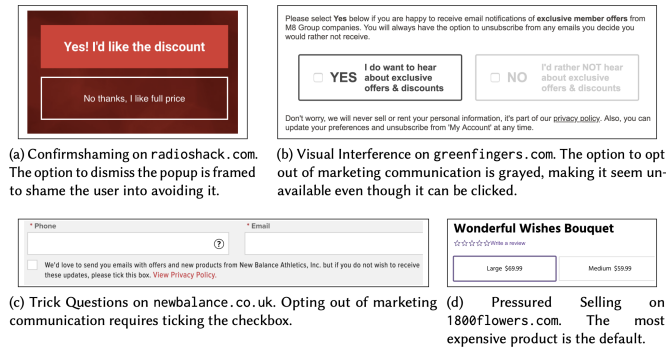 Yes! I'd like the discount
No thanks, I like full price
Please select Yes below if you are happy to receive email notifications of exclusive member offers from
M8 Group companies. You will always have the option to unsubscribe from any emails you decide you
would rather not receive.
YES
I do want to hear
about exclusive
offers & discounts
NO
I'd rather NOT hear
about exclusive
offers & discounts
Don't worry, we will never sell or rent your personal information, it's part of our privacy policy. Also, you can
update your preferences and unsubscribe from 'My Account' at any time.
(a) Confirmshaming on radioshack.com.
The option to dismiss the popup is framed
to shame the user into avoiding it.
(b) Visual Interference on greenfingers.com. The option to opt
out of marketing communication is grayed, making it seem un-
available even though it can be clicked.
* Phone
* Email
?
We'd love to send you emails with offers and new products from New Balance Athletics, Inc. but if you do not wish to receive
these updates, please tick this box. View Privacy Policy.
Wonderful Wishes Bouquet
Write a review
Large $69.99
Medium $59.99
(c) Trick Questions on newbalance.co.uk. Opting out of marketing
communication requires ticking the checkbox.
(d) Pressured Selling on
1800flowers.com. The most
expensive product is the default.